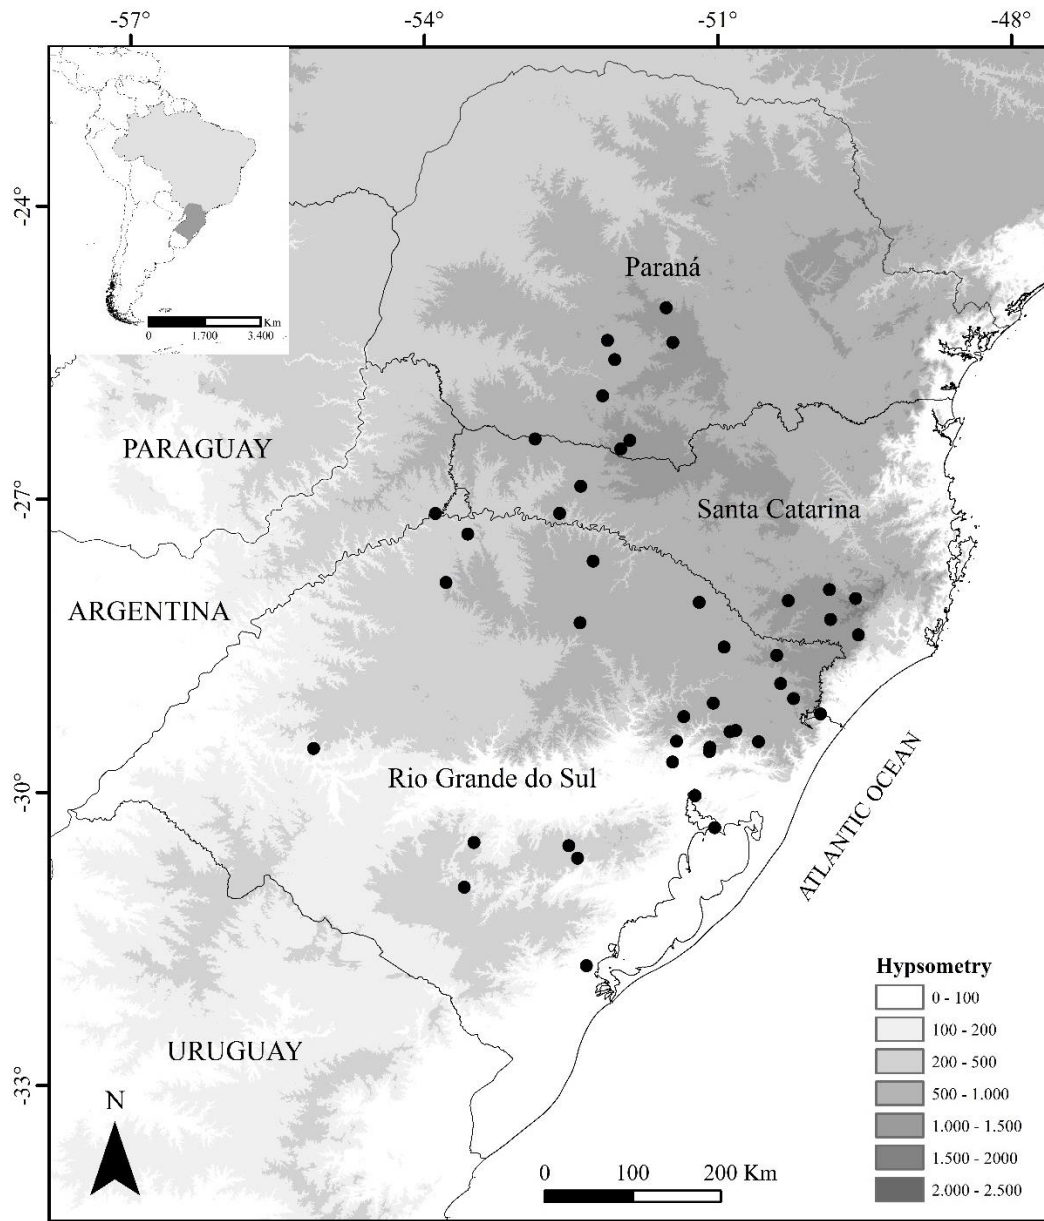 -57° -54° -51° -48°
0 1.700 3.400 Km
-24°
Paraná
PARAGUAY
-27°
Santa Catarina
ARGENTINA
Rio Grande do Sul
-30°
ATLANTIC OCEAN
Hypsometry
0 - 100
100 - 200
200 - 500
500 - 1.000
1.000 - 1.500
1.500 - 2000
2.000 - 2.500
URUGUAY
-33°
N
0 100 200 Km